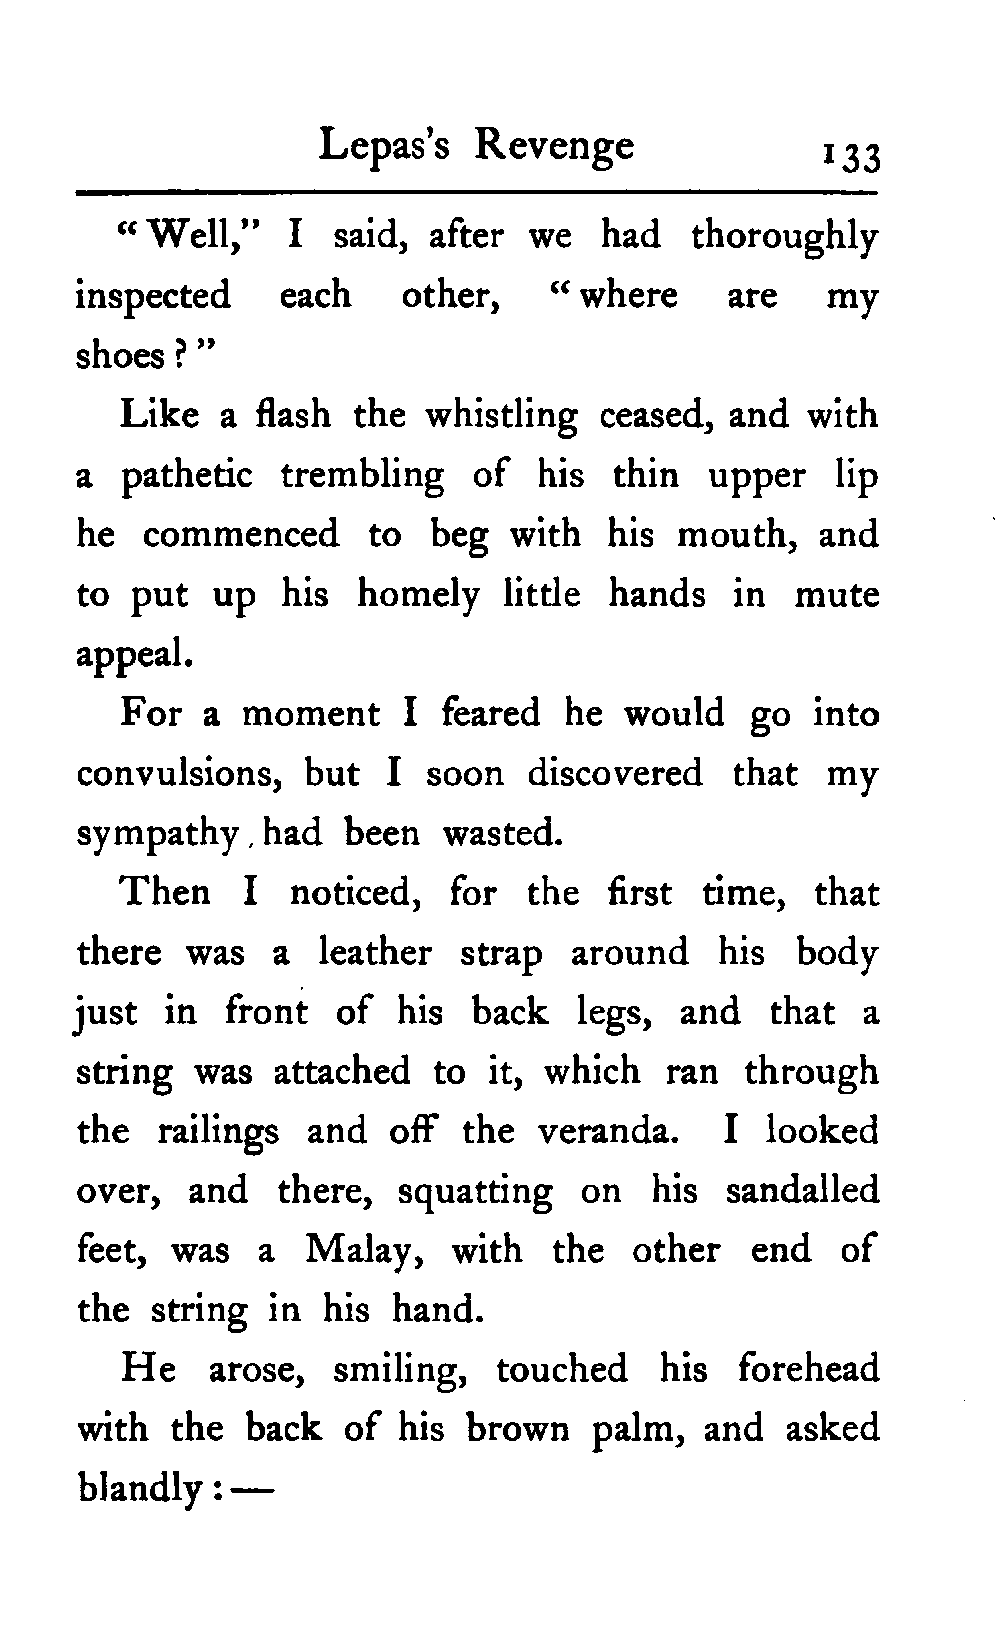 Lepas's Revenge 133
“Well,” I said, after we had thoroughly
inspected each other, “where are my
shoes?”
Like a flash the whistling ceased, and with
a pathetic trembling of his thin upper lip
he commenced to beg with his mouth, and
to put up his homely little hands in mute
appeal.
For a moment I feared he would go into
convulsions, but I soon discovered that my
sympathy had been wasted.
Then I noticed, for the first time, that
there was a leather strap around his body
just in front of his back legs, and that a
string was attached to it, which ran through
the railings and off the veranda. I looked
over, and there, squatting on his sandalled
feet, was a Malay, with the other end of
the string in his hand.
He arose, smiling, touched his forehead
with the back of his brown palm, and asked
blandly:—